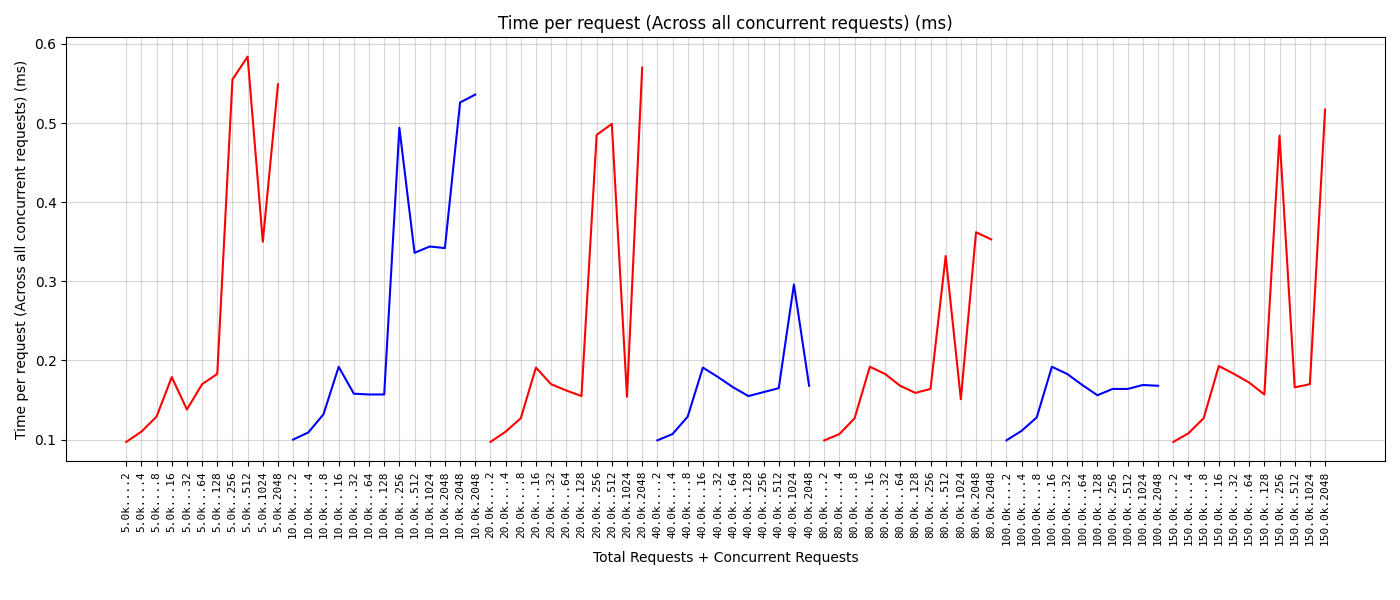 Time per request (Across all concurrent requests) (ms)
Time per request (Across all concurrent requests) (ms)
0.6
0.5
0.4
0.3
0.2
0.1
5.0k....2
5.0k....4
5.0k....8
5.0k...16
5.0k...32
5.0k...64
5.0k..128
5.0k..256
5.0k..512
5.0k.1024
5.0k.2048
10.0k....2
10.0k....4
10.0k....8
10.0k...16
10.0k...32
10.0k...64
10.0k..128
10.0k..256
10.0k..512
10.0k.1024
10.0k.2048
10.0k.2048
10.0k.2048
20.0k....2
20.0k....4
20.0k....8
20.0k...16
20.0k...32
20.0k...64
20.0k..128
20.0k..256
20.0k..512
20.0k.1024
20.0k.2048
40.0k....2
40.0k....4
40.0k....8
40.0k...16
40.0k...32
40.0k...64
40.0k..128
40.0k..256
40.0k..512
40.0k.1024
40.0k.2048
80.0k....2
80.0k....4
80.0k....8
80.0k...16
80.0k...32
80.0k...64
80.0k..128
80.0k..256
80.0k..512
80.0k.1024
80.0k.2048
80.0k.2048
100.0k....2
100.0k....4
100.0k....8
100.0k...16
100.0k...32
100.0k...64
100.0k..128
100.0k..256
100.0k..512
100.0k.1024
100.0k.2048
150.0k....2
150.0k....4
150.0k....8
150.0k...16
150.0k...32
150.0k...64
150.0k..128
150.0k..256
150.0k..512
150.0k.1024
150.0k.2048
Total Requests + Concurrent Requests